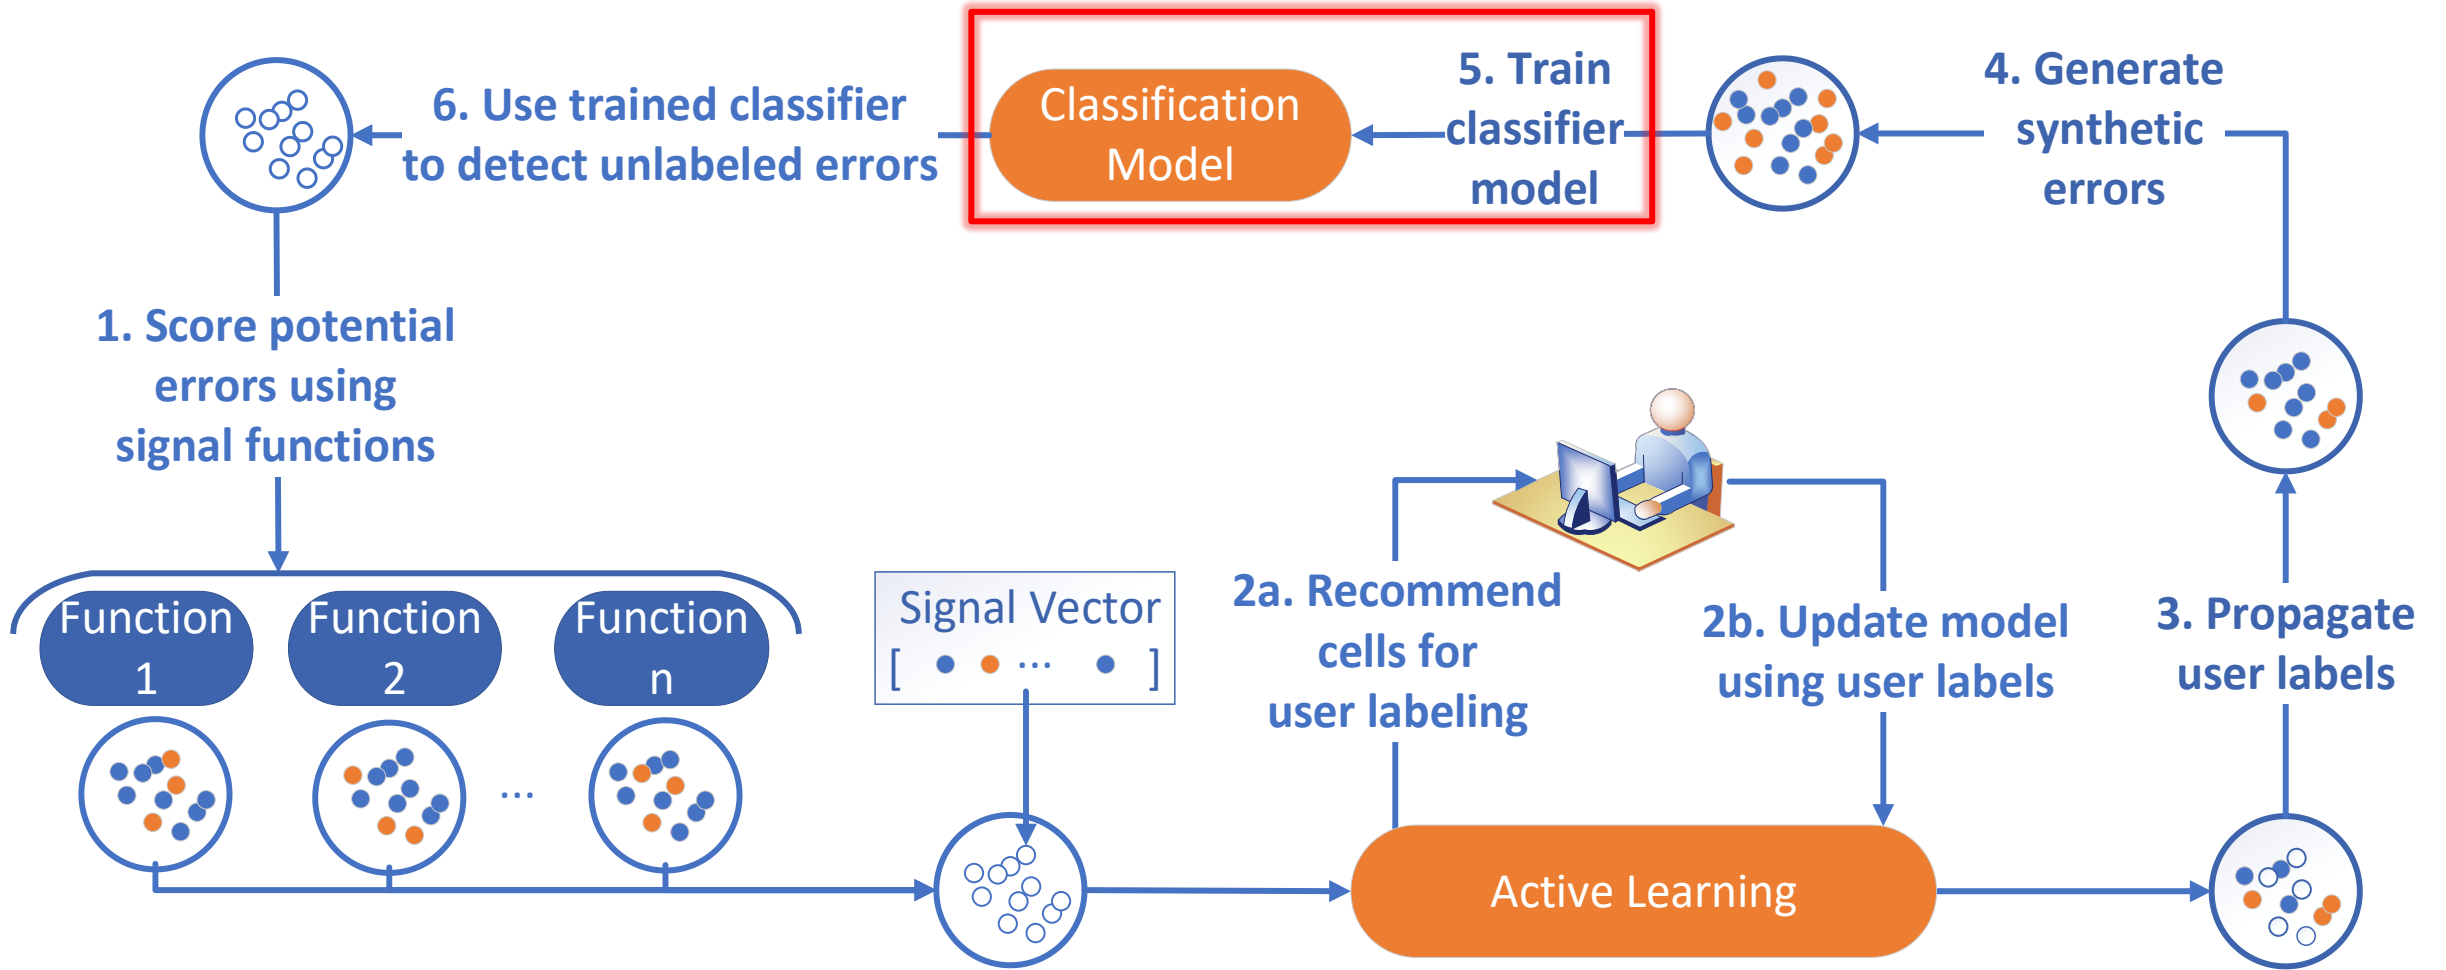 6. Use trained classifier
to detect unlabeled errors
Classification
Model
5. Train
classifier
model
4. Generate
synthetic
errors
1. Score potential
errors using
signal functions
Function
1
Function
2
Function
n
...
Signal Vector
[ ... ]
2a. Recommend
cells for
user labeling
2b. Update model
using user labels
3. Propagate
user labels
Active Learning